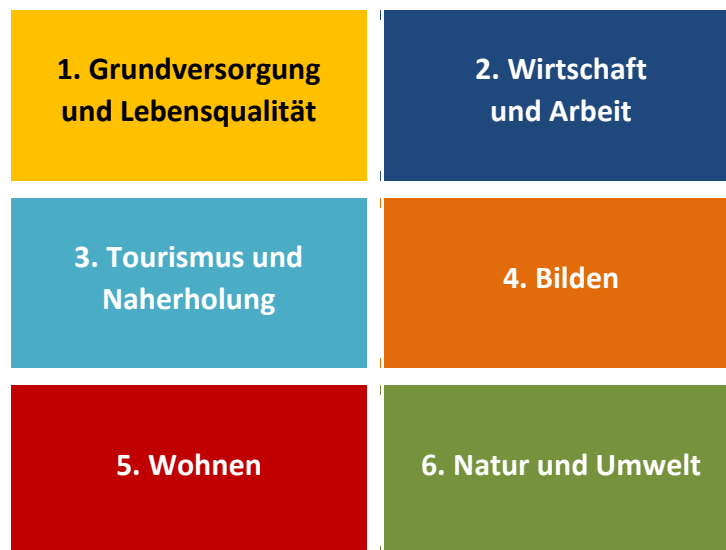 1. Grundversorgung
und Lebensqualität
2. Wirtschaft
und Arbeit
3. Tourismus und
Naherholung
4. Bilden
5. Wohnen
6. Natur und Umwelt